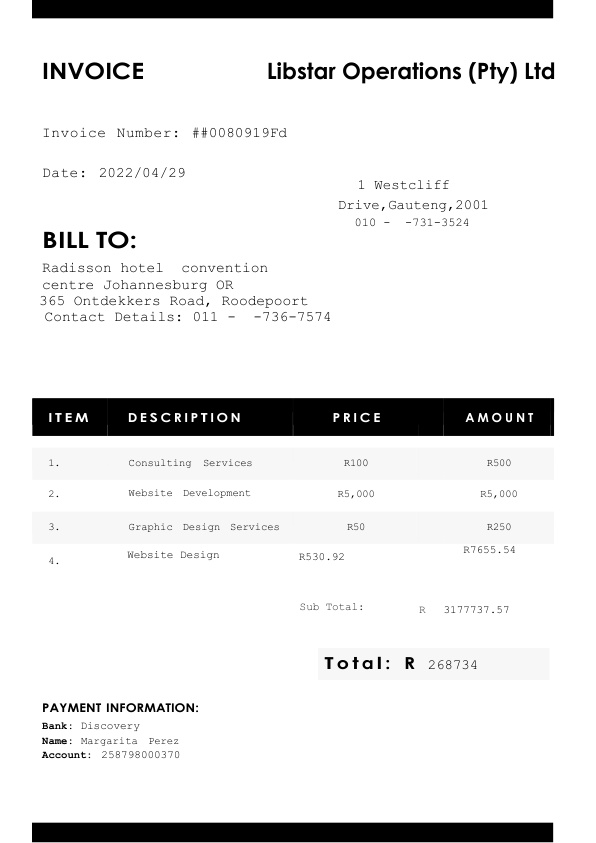 INVOICE Libstar Operations (Pty) Ltd
Invoice Number: ##0080919Fd
Date: 2022/04/29
1 Westcliff
Drive,Gauteng,2001
010 - -731-3524
BILL TO:
Radisson hotel convention
centre Johannesburg OR
365 Ontdekkers Road, Roodepoort
Contact Details: 011 - -736-7574
ITEM DESCRIPTION PRICE AMOUNT
1. Consulting Services R100 R500
2. Website Development R5,000 R5,000
3. Graphic Design Services R50 R250
4. Website Design R530.92 R7655.54
Sub Total: R 3177737.57
Total: R 268734
PAYMENT INFORMATION:
Bank: Discovery
Name: Margarita Perez
Account: 258798000370